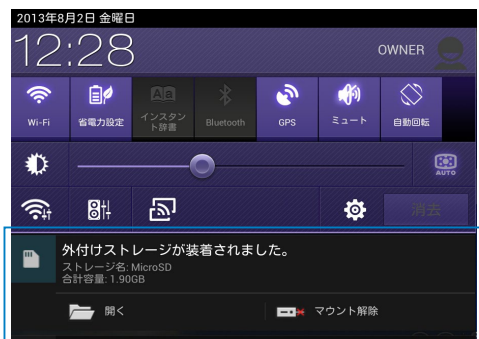 2013年8月2日 金曜日
12:28
OWNER
Aa
Wi-Fi
省電力設定
インスタン
ト辞書
Bluetooth
GPS
ミュート
自動回転
AUTO
消去
外付けストレージが装着されました。
ストレージ名: MicroSD
合計容量: 1.90GB
開く
マウント解除